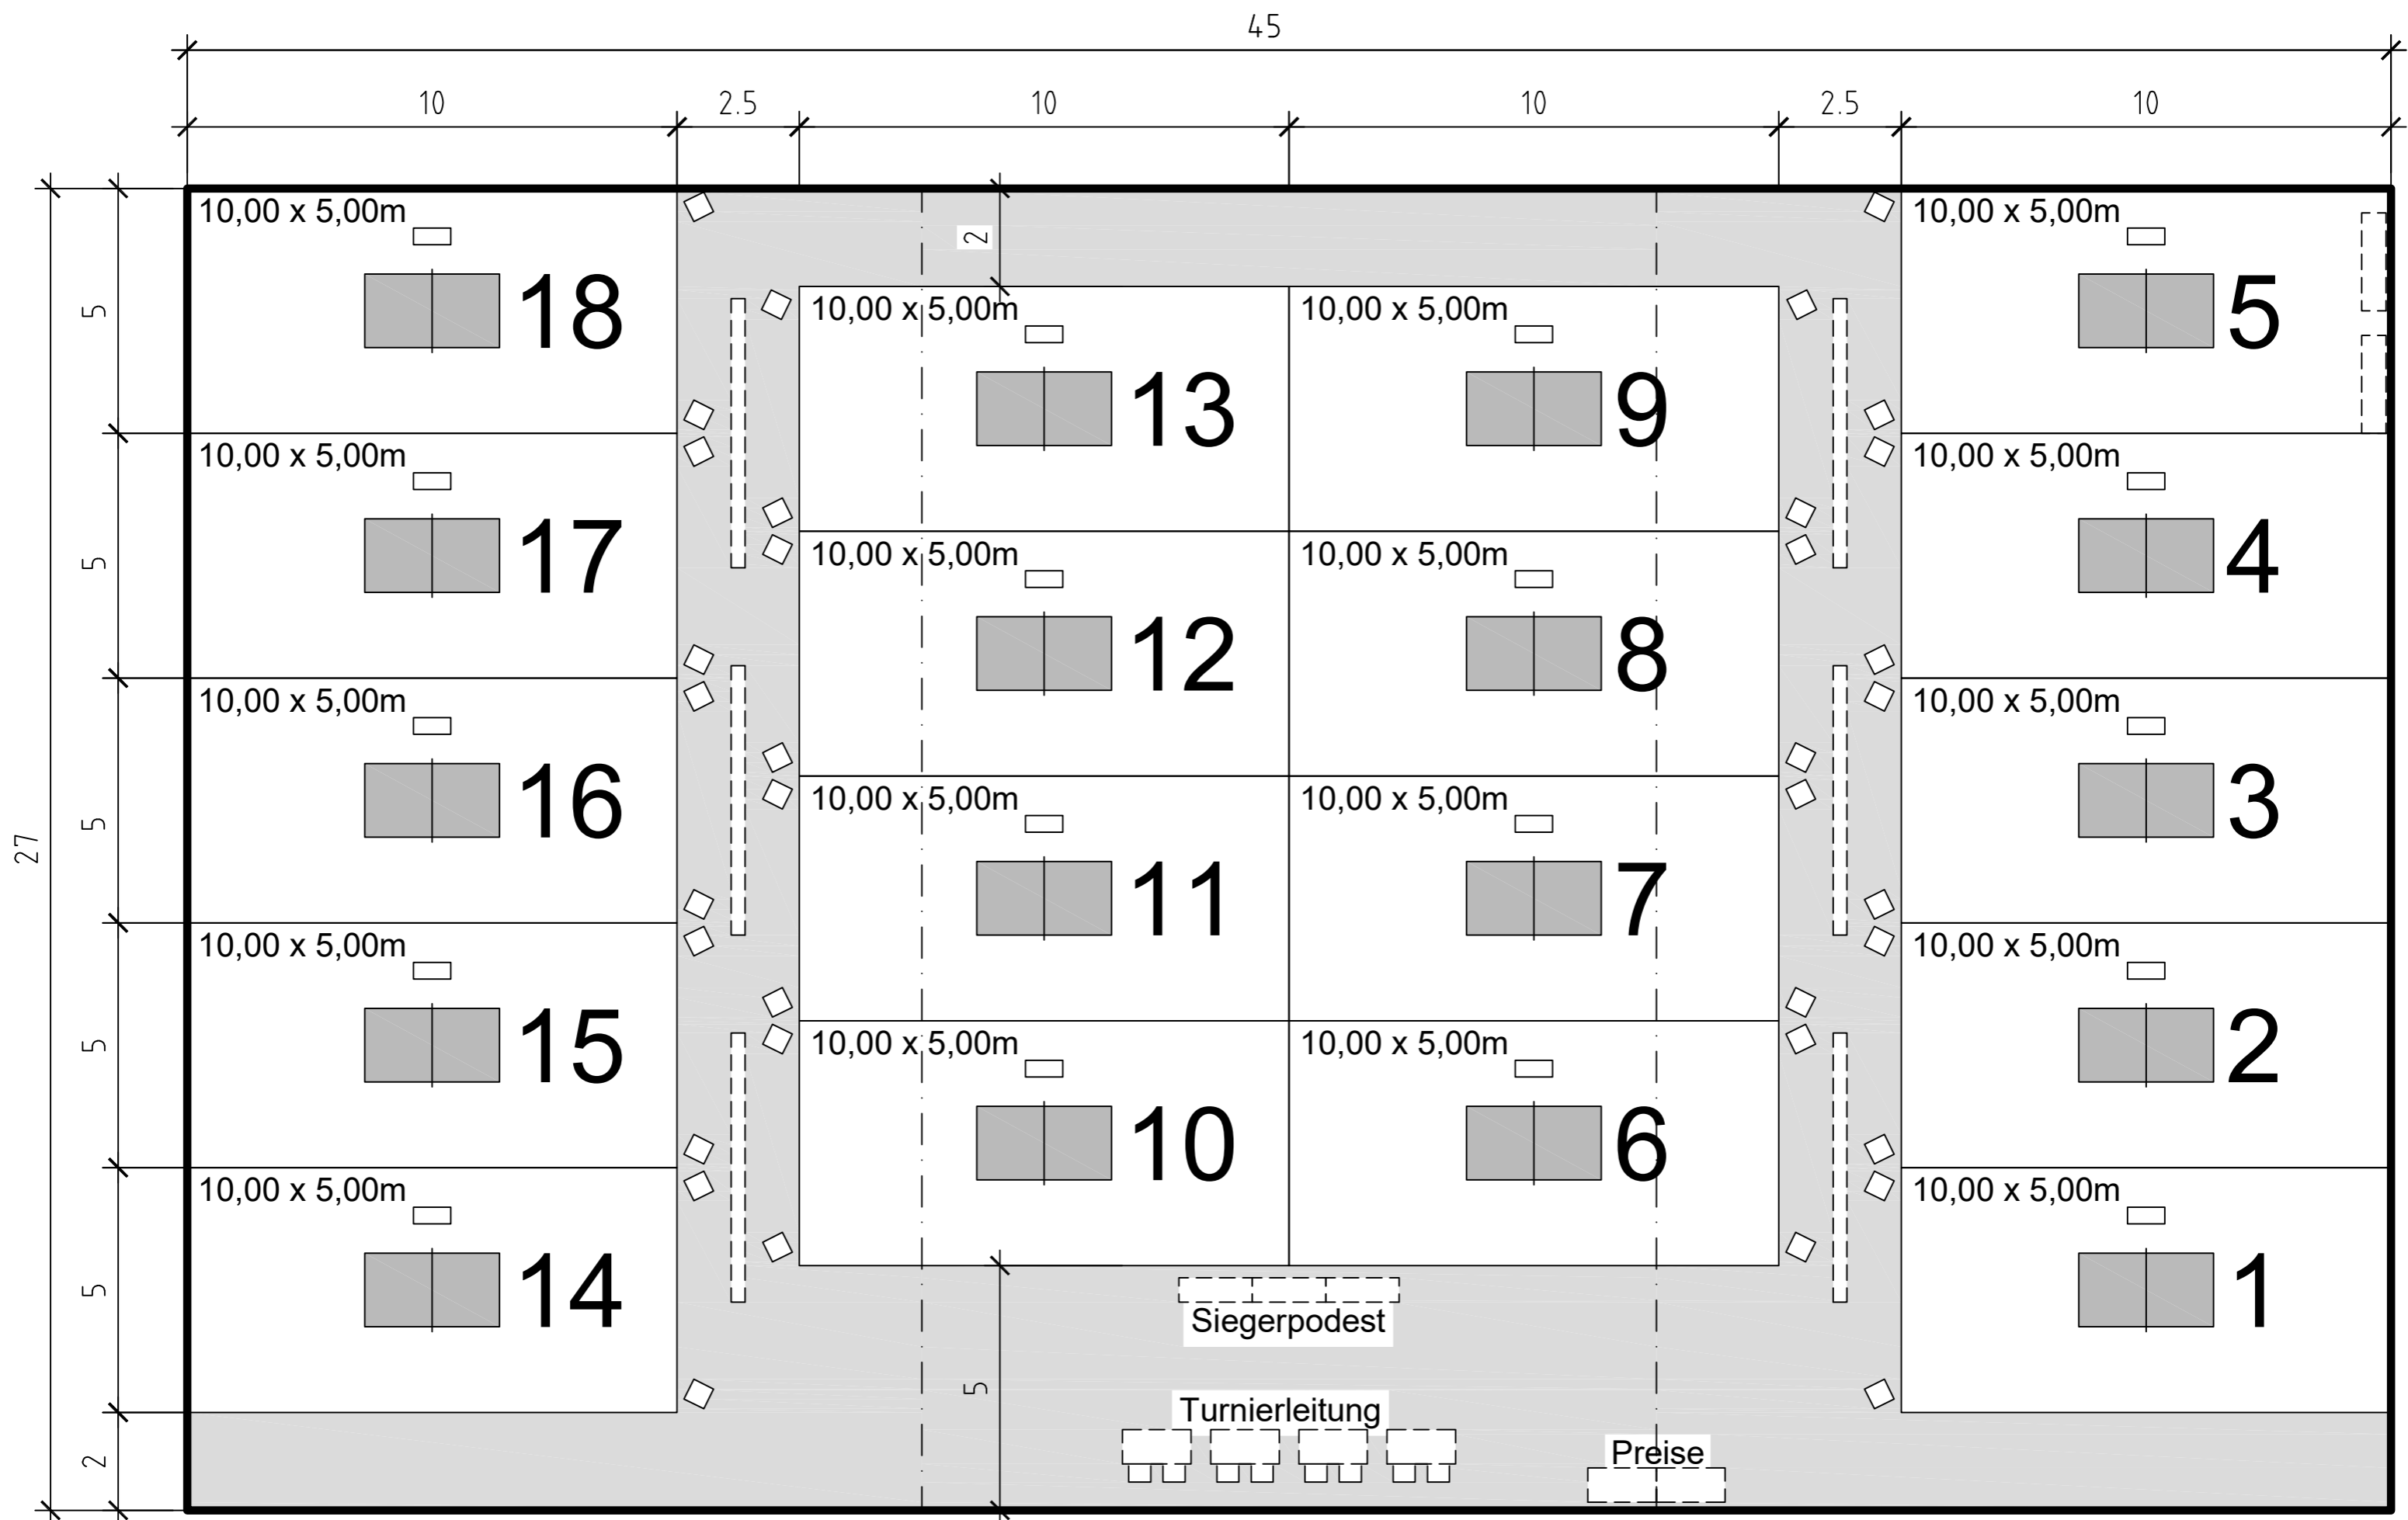 45
10 2.5 10 10 2.5 10
10,00 x 5,00m
10,00 x 5,00m
2
5
18
5
10,00 x 5,00m
10,00 x 5,00m
13
9
10,00 x 5,00m
10,00 x 5,00m
5
17
4
10,00 x 5,00m
10,00 x 5,00m
12
8
10,00 x 5,00m
10,00 x 5,00m
27
5
16
3
10,00 x 5,00m
10,00 x 5,00m
11
7
10,00 x 5,00m
10,00 x 5,00m
5
15
2
10,00 x 5,00m
10,00 x 5,00m
10
6
10,00 x 5,00m
10,00 x 5,00m
5
14
1
Siegerpodest
5
Turnierleitung
2
Preise